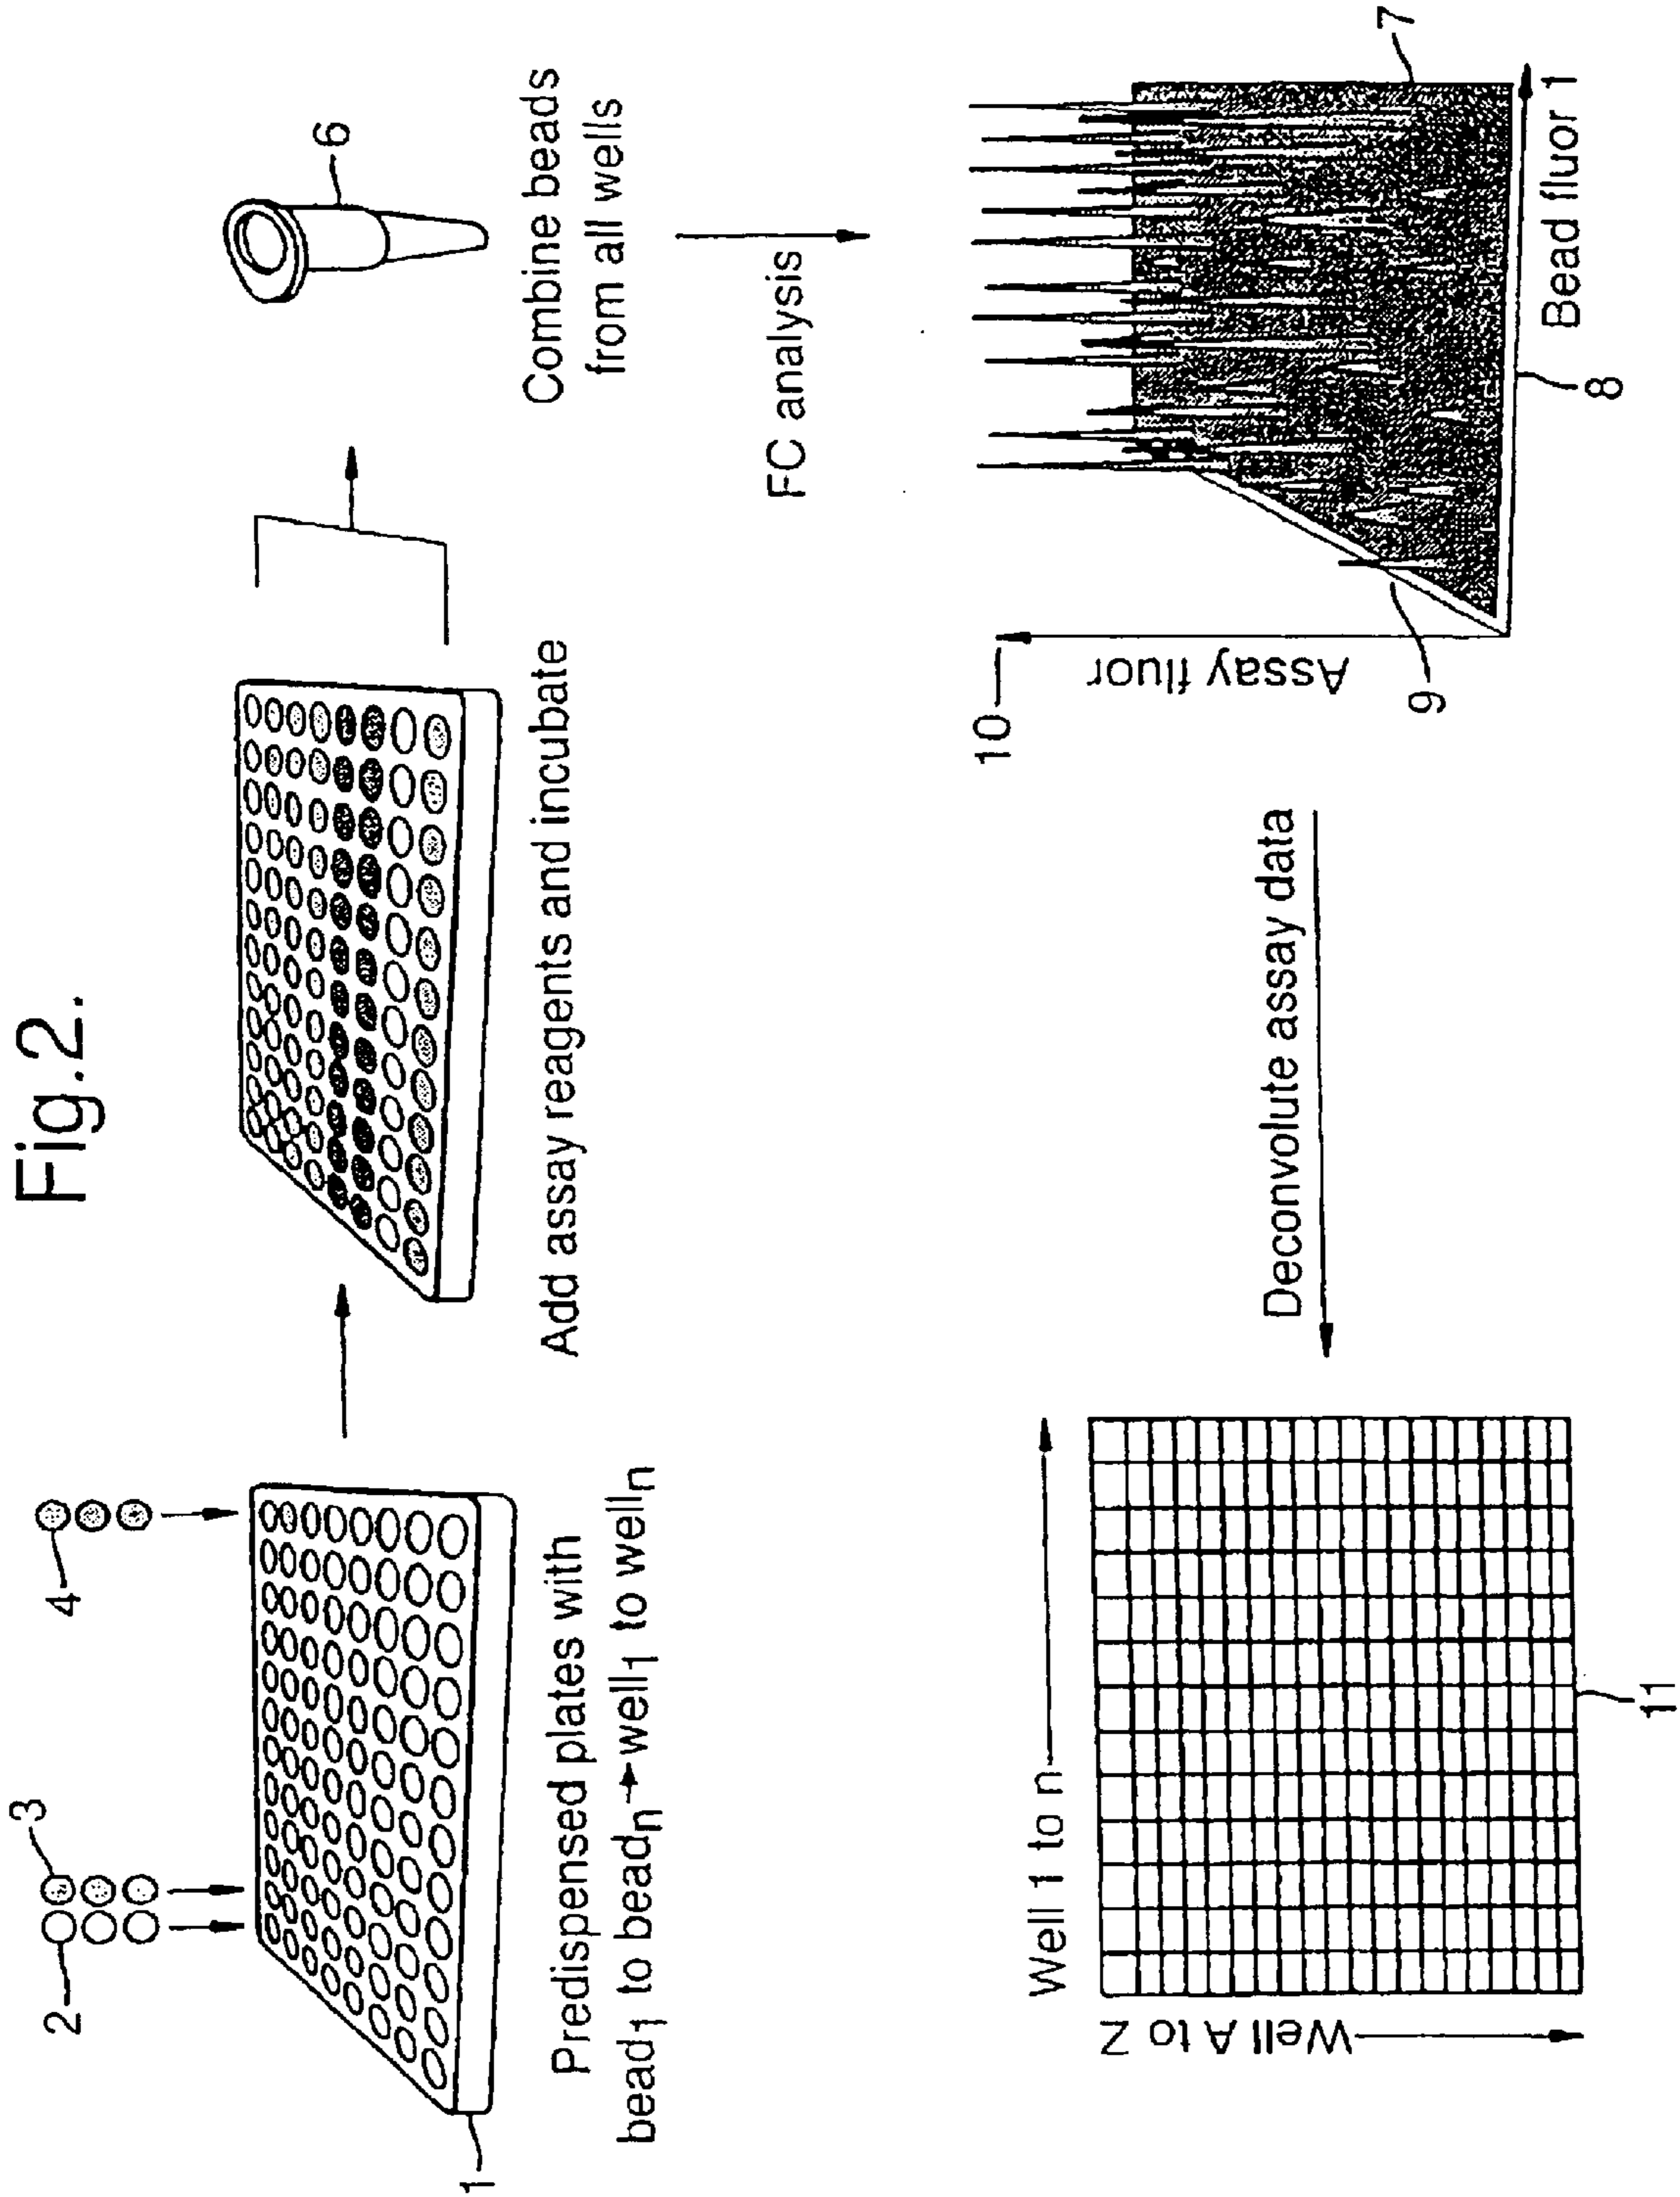 Fig.2.
2
3
4
1
Predispensed plates with
bead1 to beadn→well1 to welln
Add assay reagents and incubate
6
Combine beads
from all wells
FC analysis
10
Assay fluor
9
7
8
Bead fluor 1
Deconvolute assay data
Well 1 to n
Well A to Z
11